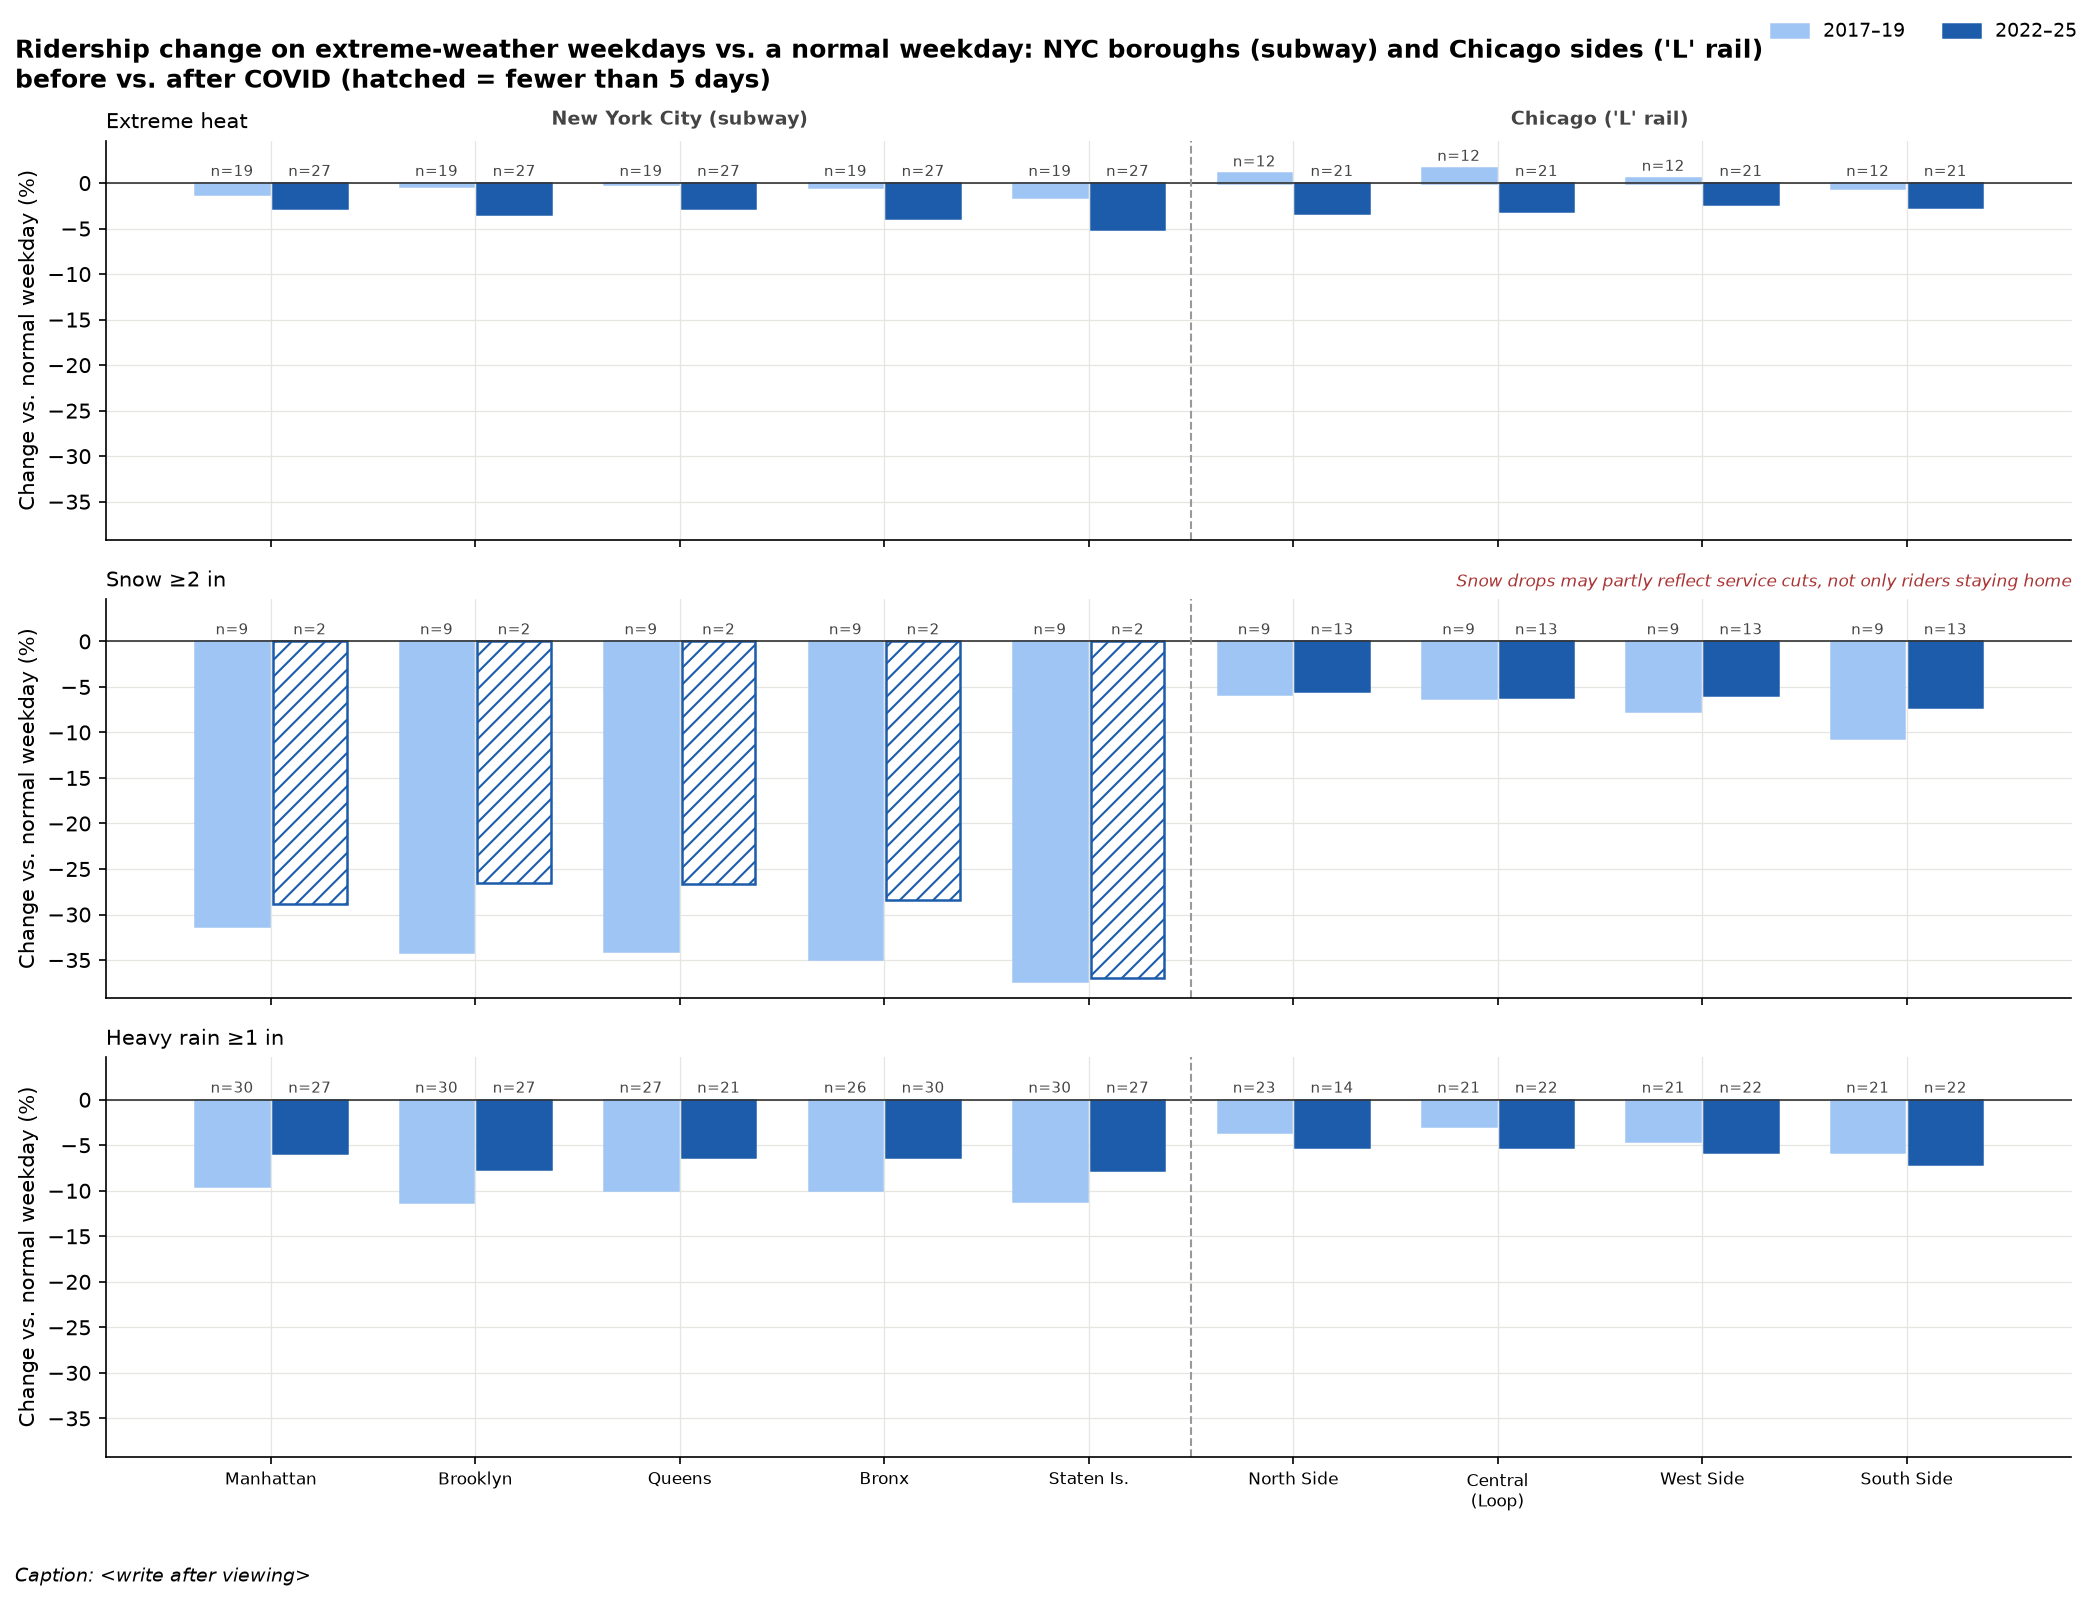 2017–19 2022–25
Ridership change on extreme-weather weekdays vs. a normal weekday: NYC boroughs (subway) and Chicago sides ('L' rail)
before vs. after COVID (hatched = fewer than 5 days)
Extreme heat New York City (subway) Chicago ('L' rail)
n=19 n=27 n=19 n=27 n=19 n=27 n=19 n=27 n=19 n=27 n=12 n=21 n=12 n=21 n=12 n=21 n=12 n=21
Change vs. normal weekday (%)
0
−5
−10
−15
−20
−25
−30
−35
Snow ≥2 in Snow drops may partly reflect service cuts, not only riders staying home
n=9 n=2 n=9 n=2 n=9 n=2 n=9 n=2 n=9 n=2 n=9 n=13 n=9 n=13 n=9 n=13 n=9 n=13
Change vs. normal weekday (%)
0
−5
−10
−15
−20
−25
−30
−35
Heavy rain ≥1 in
n=30 n=27 n=30 n=27 n=27 n=21 n=26 n=30 n=30 n=27 n=23 n=14 n=21 n=22 n=21 n=22 n=21 n=22
Change vs. normal weekday (%)
0
−5
−10
−15
−20
−25
−30
−35
Manhattan Brooklyn Queens Bronx Staten Is. North Side Central West Side South Side
(Loop)
Caption: <write after viewing>